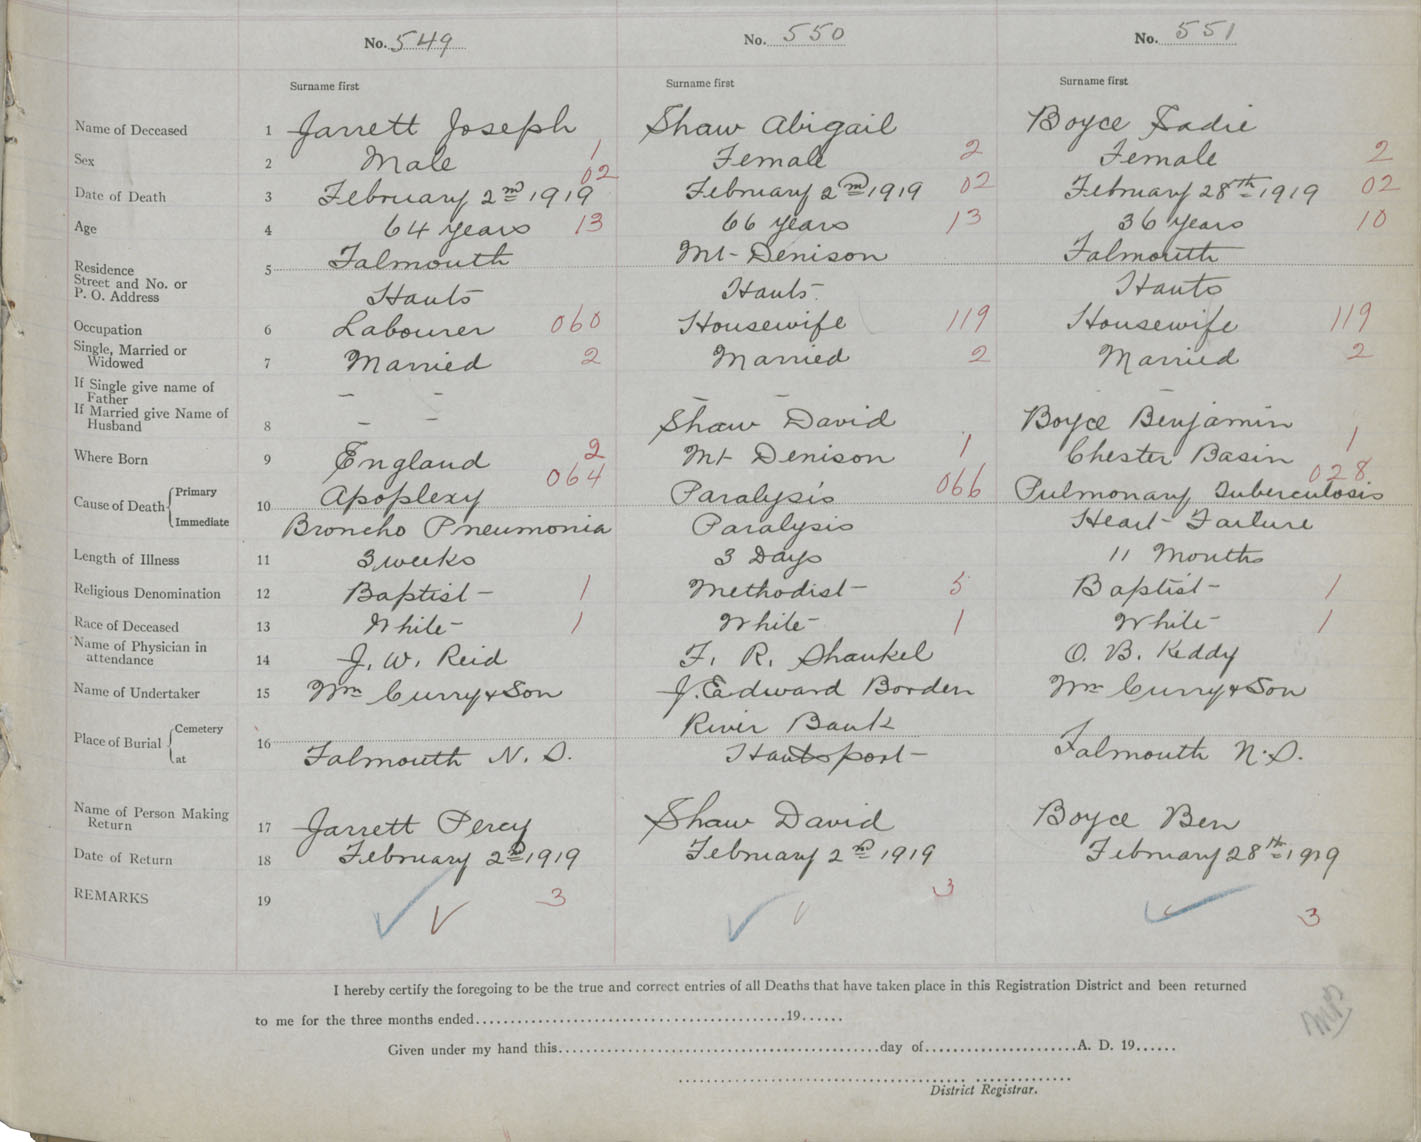 No. 549 No. 550 No. 551
Surname first Surname first Surname first
Name of Deceased 1 Jarrett Joseph Shaw Abigail Boyce Sadie
Sex 2 Male 1 Female 2 Female 2
Date of Death 3 February 2nd 1919 02 February 2nd 1919 02 February 28th 1919 02
Age 4 64 years 13 66 years 13 36 years 10
Residence 5 Falmouth Mt Denison Falmouth
Street and No. or
P. O. Address Hants Hants Hants
Occupation 6 Labourer 060 Housewife 119 Housewife 119
Single, Married or
Widowed 7 Married 2 Married 2 Married 2
If Single give name of
Father – – – – –
If Married give Name of
Husband 8 – – Shaw David Boyce Benjamin
Where Born 9 England 2 Mt Denison 1 Chester Basin 1
Cause of Death Primary 10 Apoplexy 064 Paralysis 066 Pulmonary Tuberculosis 028
Immediate Broncho Pneumonia Paralysis Heart Failure
Length of Illness 11 3 weeks 3 Days 11 Months
Religious Denomination 12 Baptist 1 Methodist 5 Baptist 1
Race of Deceased 13 White 1 White 1 White 1
Name of Physician in
attendance 14 J. W. Reid F. R. Shankel O. B. Keddy
Name of Undertaker 15 Wm Curry & Son J. Edward Borden Wm Curry & Son
Place of Burial Cemetery 16 River Bank
at Falmouth N. S. Hantsport Falmouth N. S.
Name of Person Making
Return 17 Jarrett Percy Shaw David Boyce Ben
Date of Return 18 February 2nd 1919 February 2nd 1919 February 28th 1919
REMARKS 19 3 3 3
I hereby certify the foregoing to be the true and correct entries of all Deaths that have taken place in this Registration District and been returned
to me for the three months ended 19
Given under my hand this day of A. D. 19
District Registrar.